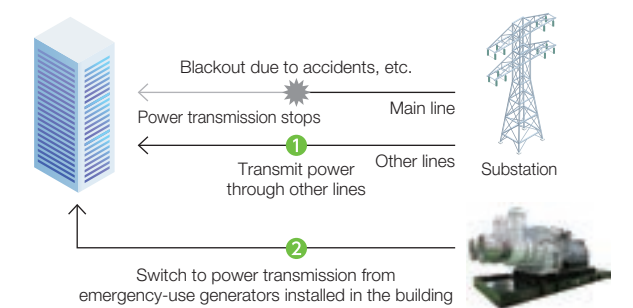 Blackout due to accidents, etc.
Main line
Power transmission stops
1
Other lines
Transmit power
through other lines
Substation
2
Switch to power transmission from
emergency-use generators installed in the building